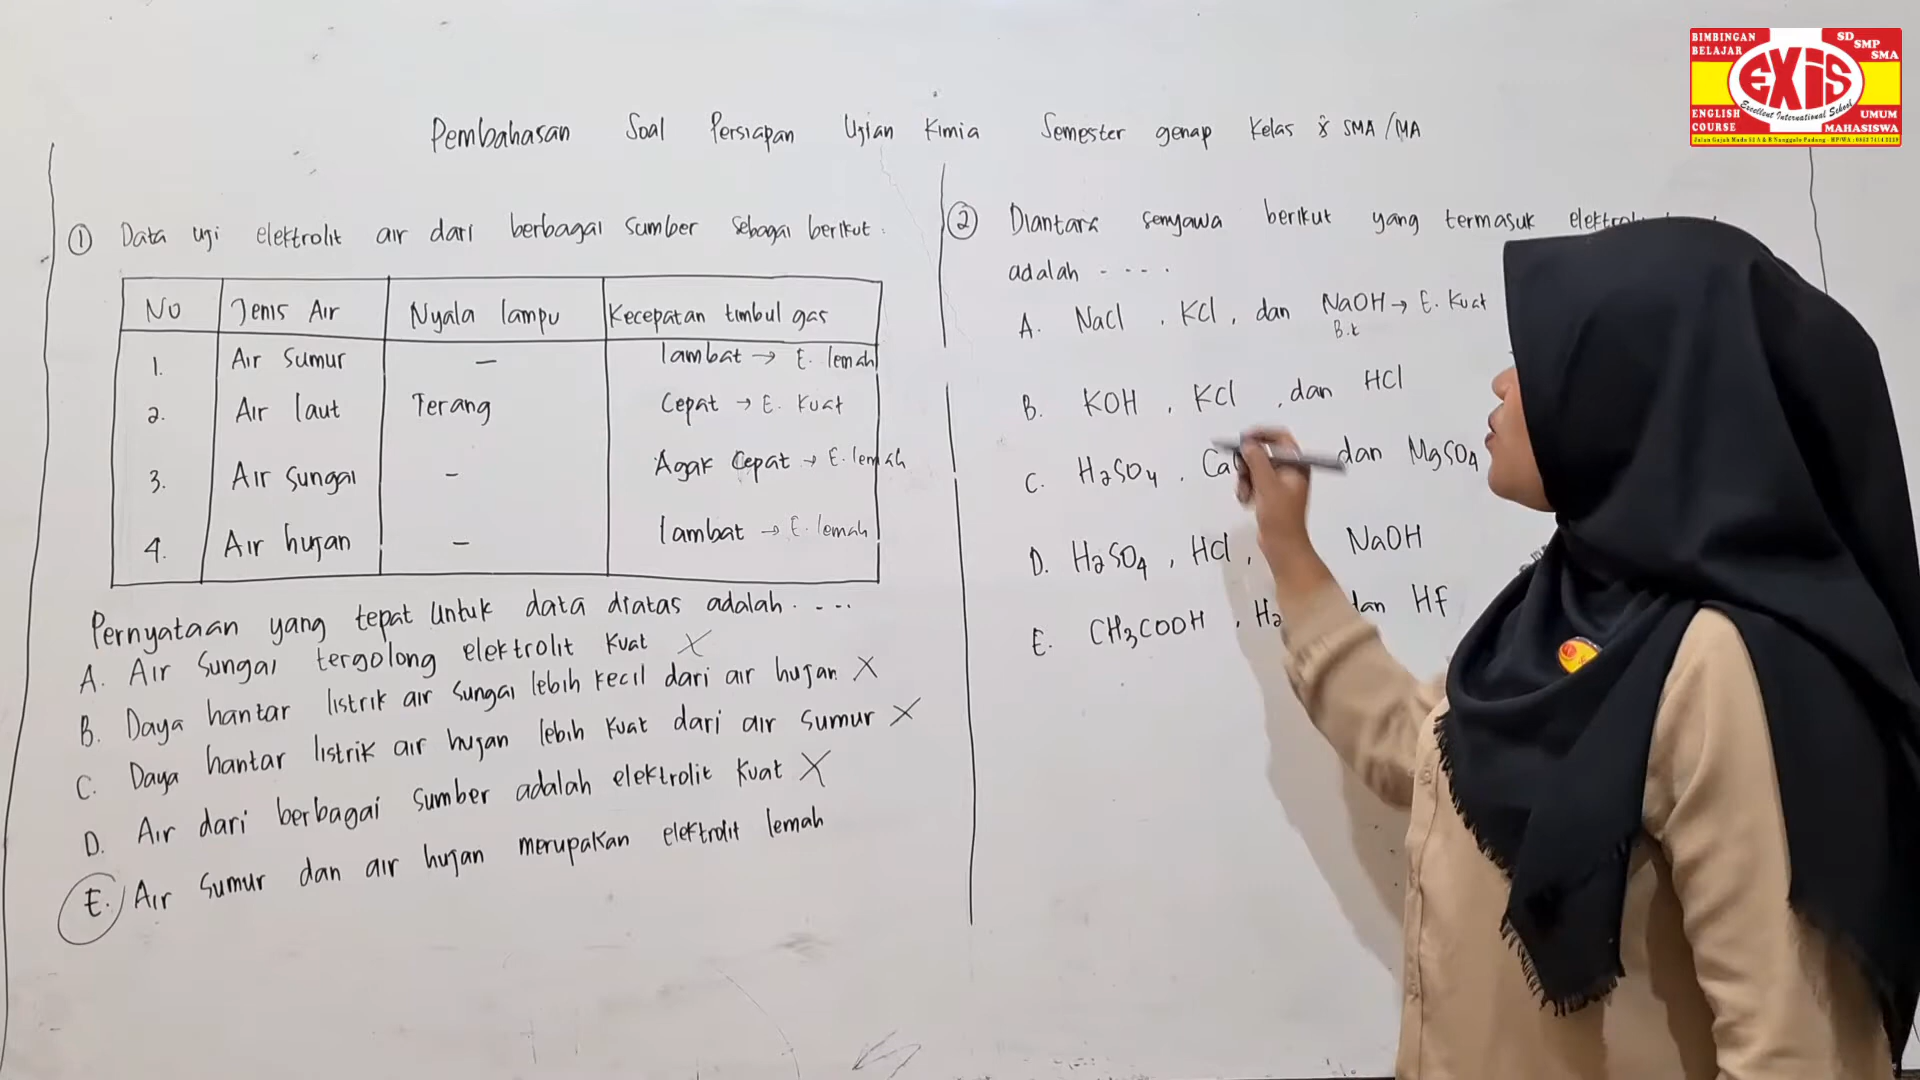 BIMBINGAN BELAJAR
SD SMP SMA
EXIS
Excellent International School
ENGLISH COURSE
UMUM MAHASISWA
Pembahasan Soal Persiapan Ujian Kimia Semester genap Kelas X SMA/MA
① Data uji elektrolit air dari berbagai sumber sebagai berikut :
No Jenis Air Nyala lampu Kecepatan timbul gas
1. Air Sumur – lambat → E. lemah
2. Air laut Terang Cepat → E. Kuat
3. Air Sungai - Agak Cepat → E. lemah
4. Air hujan – lambat → E. lemah
Pernyataan yang tepat untuk data diatas adalah ....
A. Air Sungai tergolong elektrolit Kuat X
B. Daya hantar listrik air sungai lebih kecil dari air hujan X
C. Daya hantar listrik air hujan lebih kuat dari air sumur X
D. Air dari berbagai sumber adalah elektrolit Kuat X
E. Air Sumur dan air hujan merupakan elektrolit lemah
② Diantara senyawa berikut yang termasuk
adalah ....
A. NaCl , KCl , dan NaOH → E. Kuat
B.k
B. KOH , KCl , dan HCl
C. H2SO4 , dan MgSO4
D. H2SO4 , HCl , NaOH
E. CH3COOH , dan HF